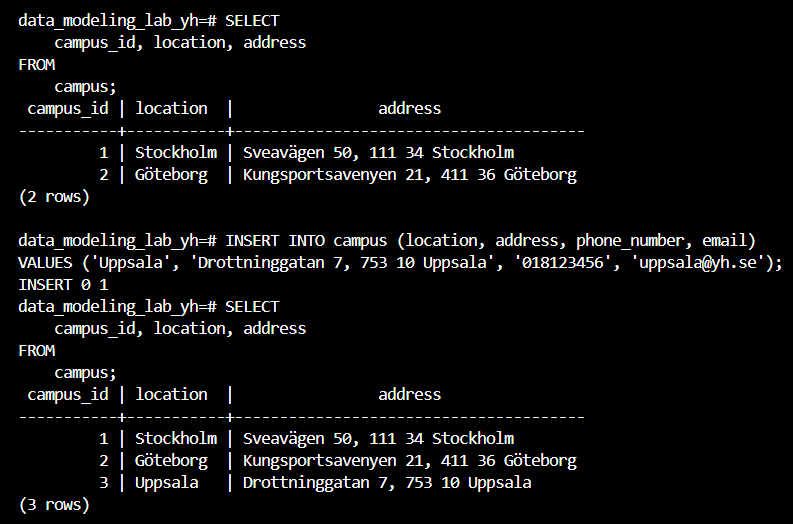 data_modeling_lab_yh=# SELECT
    campus_id, location, address
FROM
    campus;
 campus_id | location  |              address
-----------+-----------+------------------------------------
         1 | Stockholm | Sveavägen 50, 111 34 Stockholm
         2 | Göteborg  | Kungsportsavenyen 21, 411 36 Göteborg
(2 rows)

data_modeling_lab_yh=# INSERT INTO campus (location, address, phone_number, email)
VALUES ('Uppsala', 'Drottninggatan 7, 753 10 Uppsala', '018123456', 'uppsala@yh.se');
INSERT 0 1
data_modeling_lab_yh=# SELECT
    campus_id, location, address
FROM
    campus;
 campus_id | location  |              address
-----------+-----------+------------------------------------
         1 | Stockholm | Sveavägen 50, 111 34 Stockholm
         2 | Göteborg  | Kungsportsavenyen 21, 411 36 Göteborg
         3 | Uppsala   | Drottninggatan 7, 753 10 Uppsala
(3 rows)